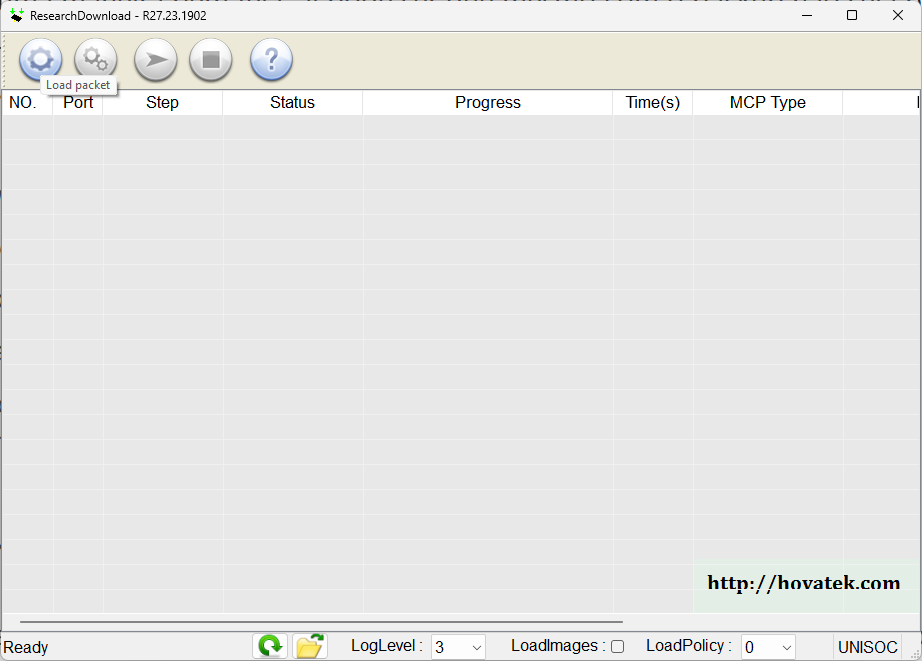 ResearchDownload - R27.23.1902
Load packet
NO. Port Step Status Progress Time(s) MCP Type
http://hovatek.com
Ready LogLevel : 3 LoadImages : LoadPolicy : 0 UNISOC